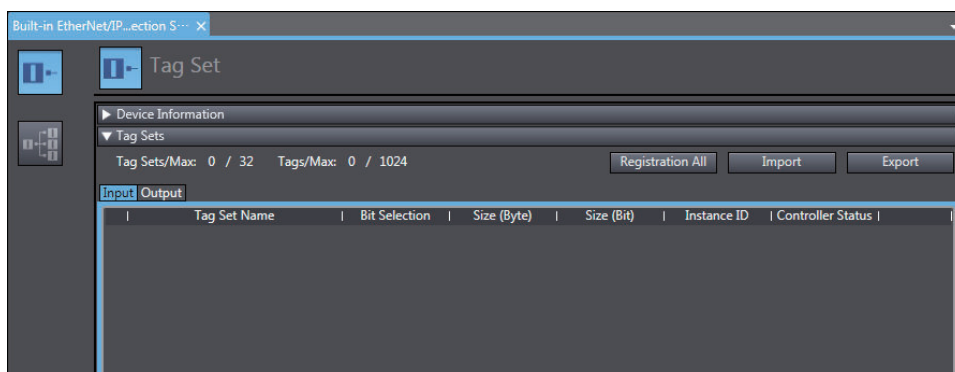 Built-in EtherNet/IP...ection S··· ×
Tag Set
Device Information
Tag Sets
Tag Sets/Max: 0 / 32 Tags/Max: 0 / 1024 Registration All Import Export
Input Output
Tag Set Name | Bit Selection | Size (Byte) | Size (Bit) | Instance ID | Controller Status |